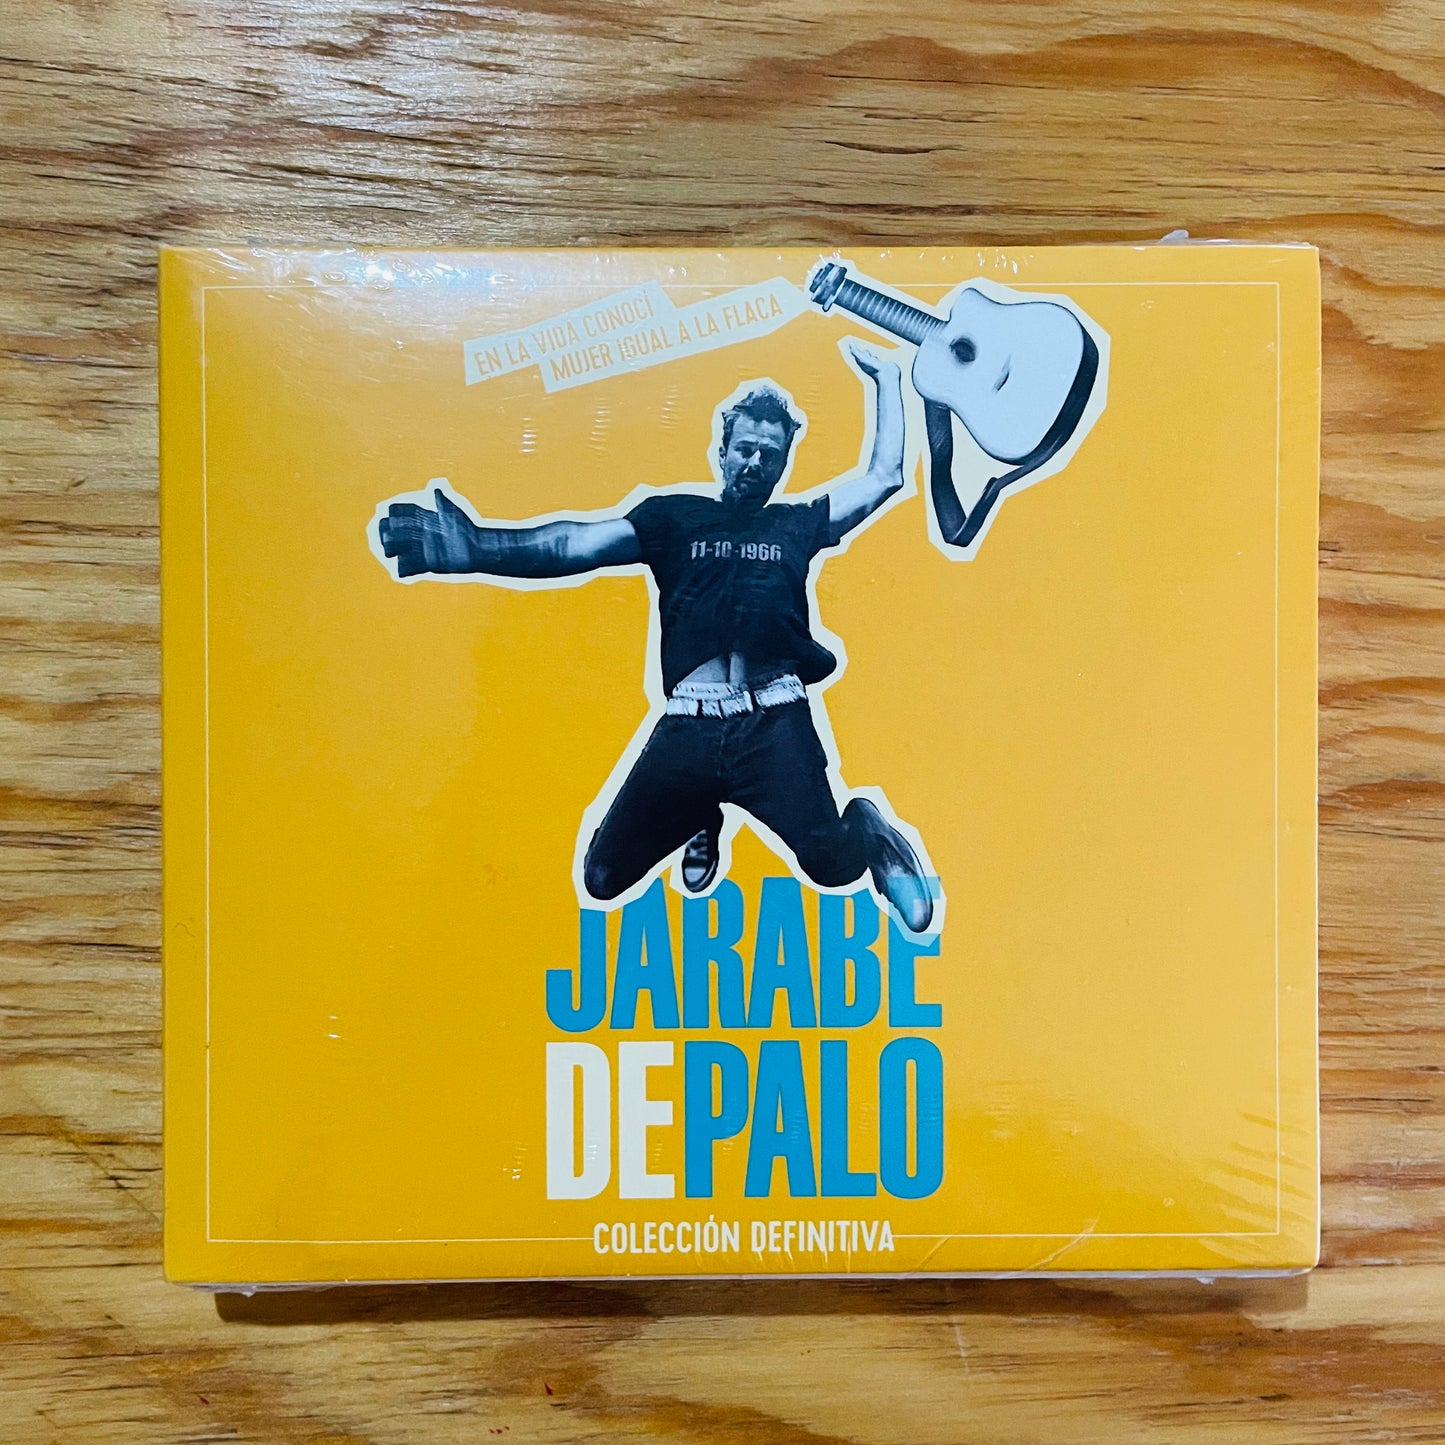 EN LA VIDA CONOCÍ
MUJER IGUAL A LA FLACA
11-10-1966
JARABE
DEPALO
COLECCIÓN DEFINITIVA